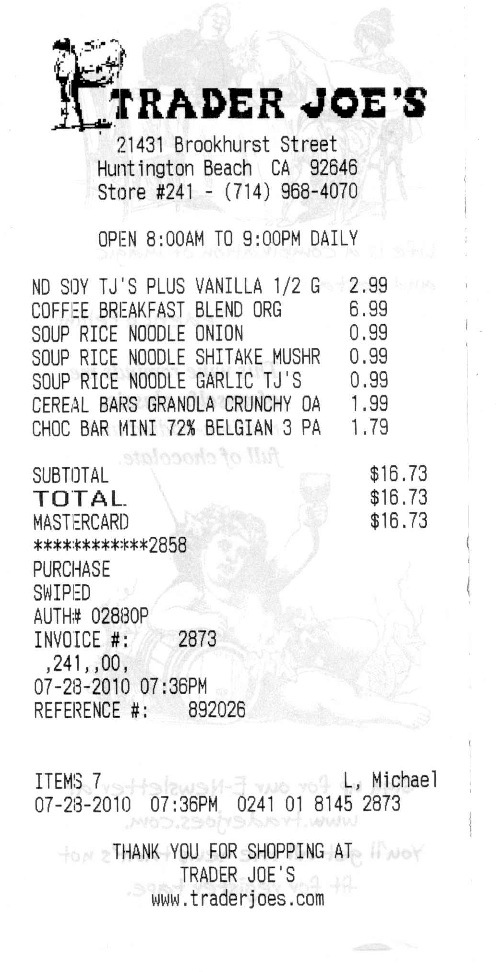 TRADER JOE'S
21431 Brookhurst Street
Huntington Beach CA 92646
Store #241 - (714) 968-4070
OPEN 8:00AM TO 9:00PM DAILY
ND SOY TJ'S PLUS VANILLA 1/2 G 2.99
COFFEE BREAKFAST BLEND ORG 6.99
SOUP RICE NOODLE ONION 0.99
SOUP RICE NOODLE SHITAKE MUSHR 0.99
SOUP RICE NOODLE GARLIC TJ'S 0.99
CEREAL BARS GRANOLA CRUNCHY OA 1.99
CHOC BAR MINI 72% BELGIAN 3 PA 1.79
SUBTOTAL $16.73
TOTAL $16.73
MASTERCARD $16.73
************2858
PURCHASE
SWIPED
AUTH# 02880P
INVOICE #: 2873
,241,,00,
07-28-2010 07:36PM
REFERENCE #: 892026
ITEMS 7 L, Michael
07-28-2010 07:36PM 0241 01 8145 2873
THANK YOU FOR SHOPPING AT
TRADER JOE'S
www.traderjoes.com